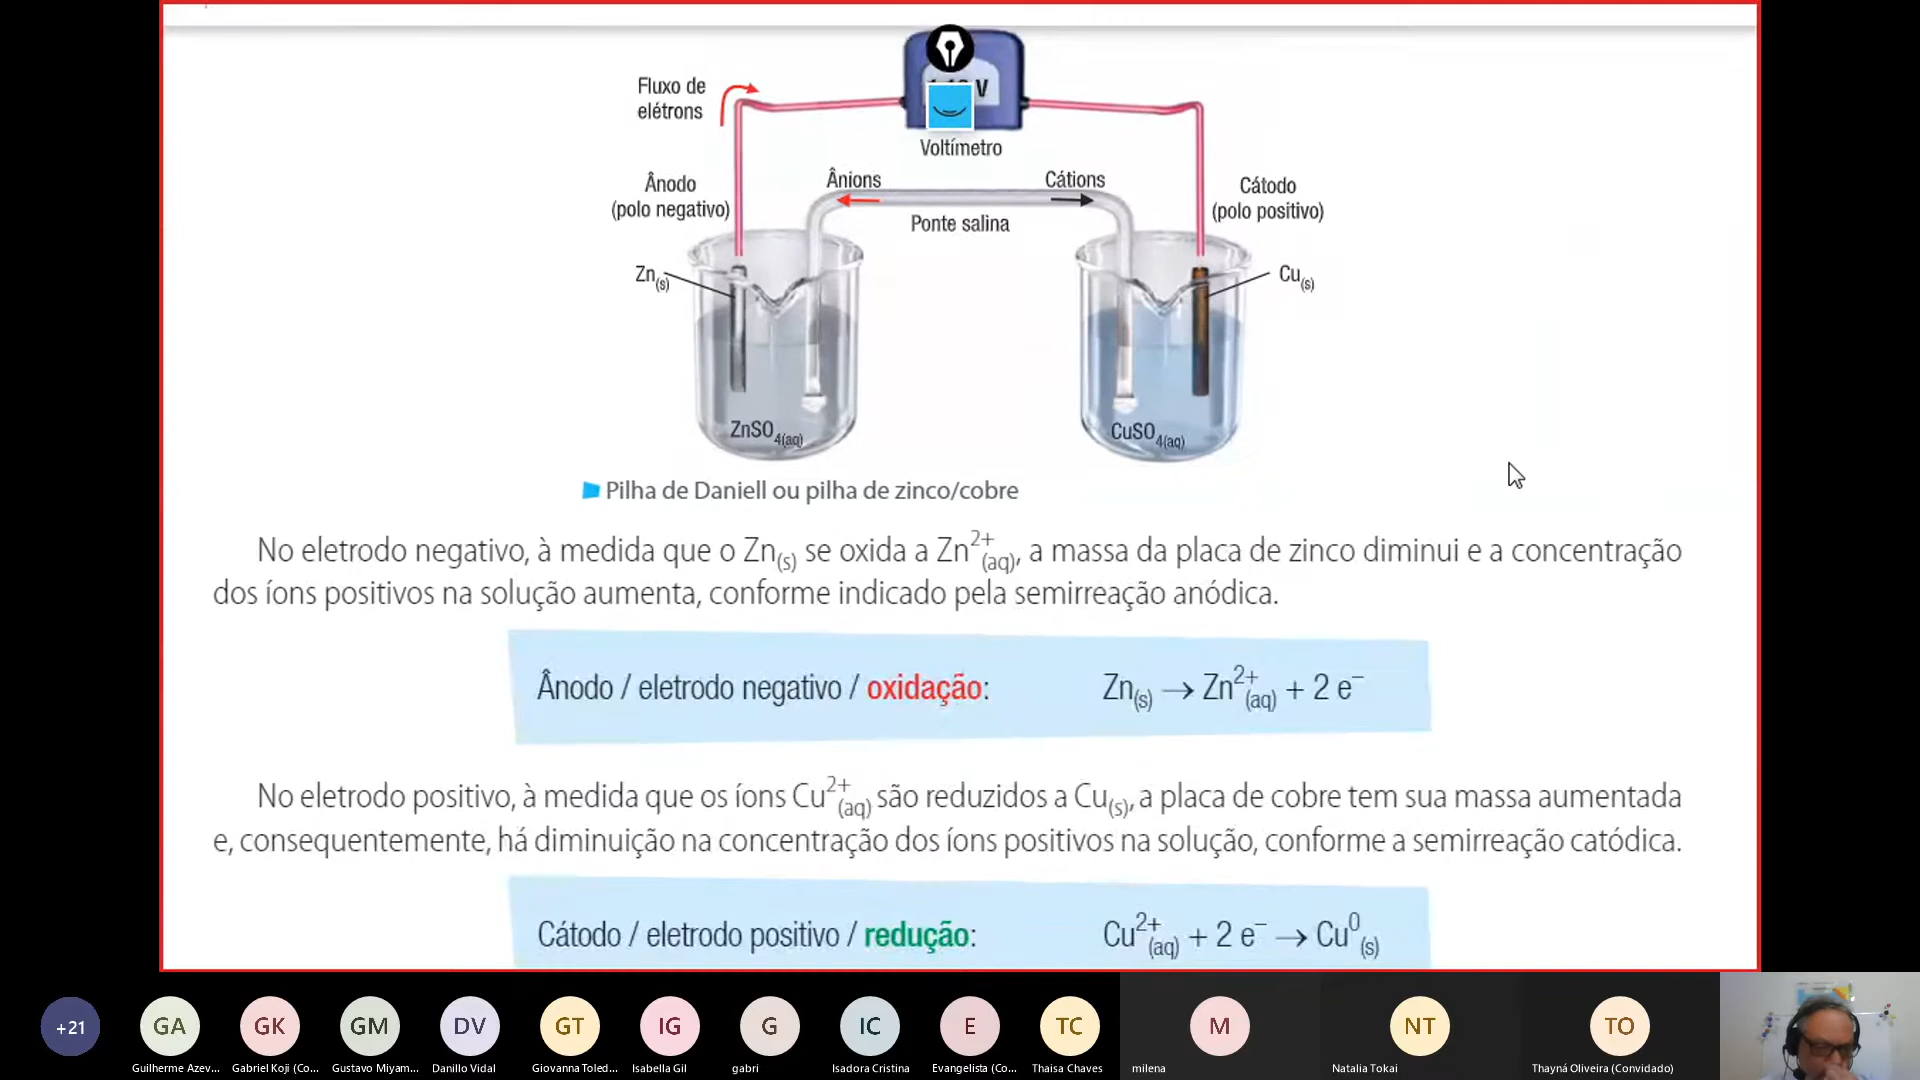 Fluxo de
elétrons
V
Voltímetro
Ânodo
(polo negativo)
Ânions
Cátions
Ponte salina
Cátodo
(polo positivo)
Zn(s)
Cu(s)
ZnSO4(aq)
CuSO4(aq)
Pilha de Daniell ou pilha de zinco/cobre
No eletrodo negativo, à medida que o Zn(s) se oxida a Zn2+(aq), a massa da placa de zinco diminui e a concentração
dos íons positivos na solução aumenta, conforme indicado pela semirreação anódica.
Ânodo / eletrodo negativo / oxidação: Zn(s) → Zn2+(aq) + 2 e−
No eletrodo positivo, à medida que os íons Cu2+(aq) são reduzidos a Cu(s), a placa de cobre tem sua massa aumentada
e, consequentemente, há diminuição na concentração dos íons positivos na solução, conforme a semirreação catódica.
Cátodo / eletrodo positivo / redução: Cu2+(aq) + 2 e− → Cu0(s)
+21 GA GK GM DV GT IG G IC E TC M NT TO
Guilherme Azev... Gabriel Koji (Co... Gustavo Miyam... Danillo Vidal Giovanna Toled... Isabella Gil gabri Isadora Cristina Evangelista (Co... Thaisa Chaves milena Natalia Tokai Thayná Oliveira (Convidado)